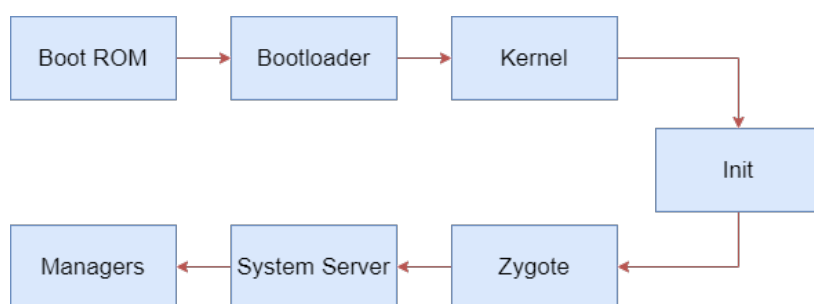 Boot ROM
Bootloader
Kernel
Init
Zygote
System Server
Managers